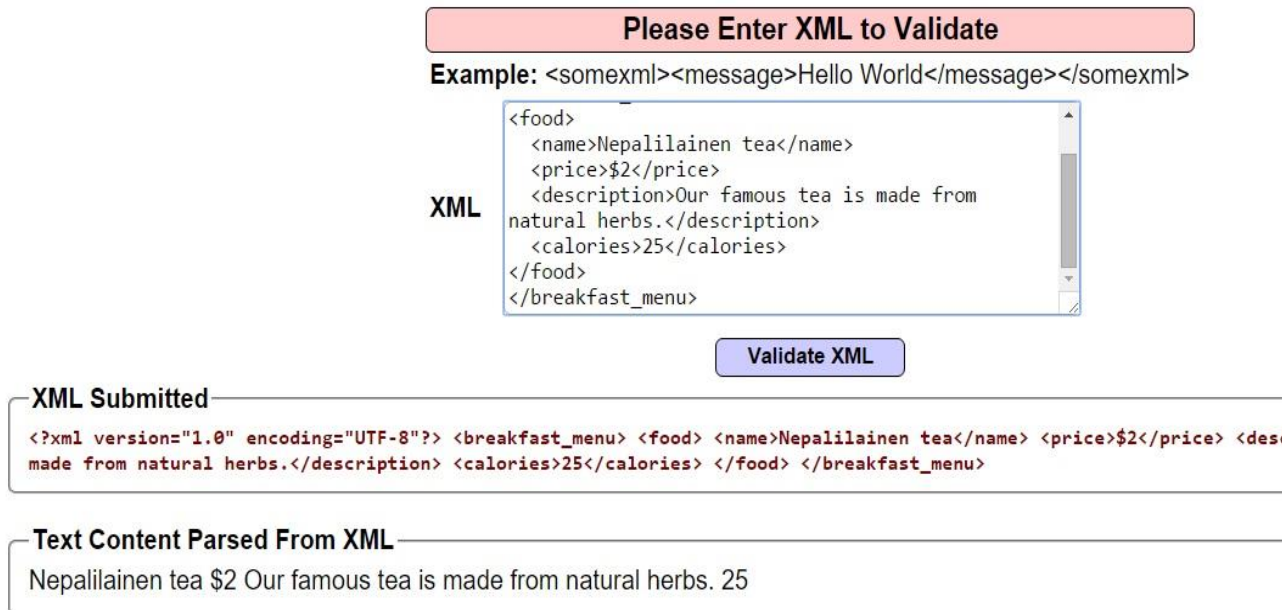 Please Enter XML to Validate
Example: <somexml><message>Hello World</message></somexml>
XML
<food>
<name>Nepalilainen tea</name>
<price>$2</price>
<description>Our famous tea is made from
natural herbs.</description>
<calories>25</calories>
</food>
</breakfast_menu>
Validate XML
XML Submitted
<?xml version="1.0" encoding="UTF-8"?> <breakfast_menu> <food> <name>Nepalilainen tea</name> <price>$2</price>
made from natural herbs.</description> <calories>25</calories> </food> </breakfast_menu>
Text Content Parsed From XML
Nepalilainen tea $2 Our famous tea is made from natural herbs. 25